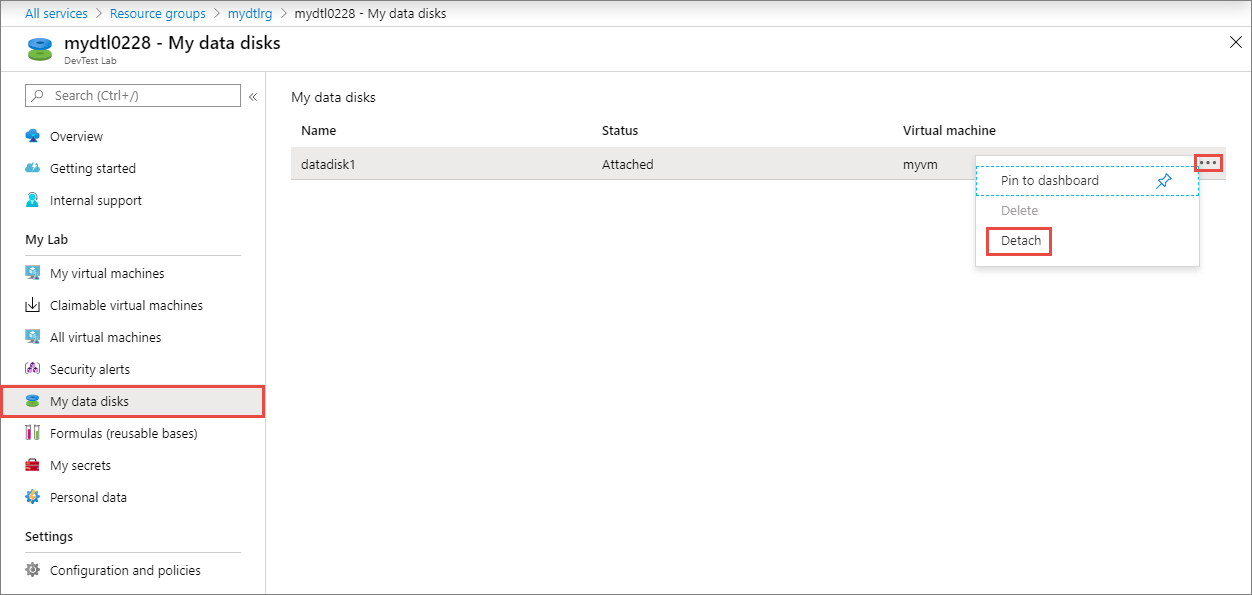 All services > Resource groups > mydtlrg > mydtl0228 - My data disks
mydtl0228 - My data disks
DevTest Lab
Search (Ctrl+/)
«
Overview
Getting started
Internal support
My Lab
My virtual machines
Claimable virtual machines
All virtual machines
Security alerts
My data disks
Formulas (reusable bases)
My secrets
Personal data
Settings
Configuration and policies
My data disks
Name Status Virtual machine
datadisk1 Attached myvm
Pin to dashboard
Delete
Detach